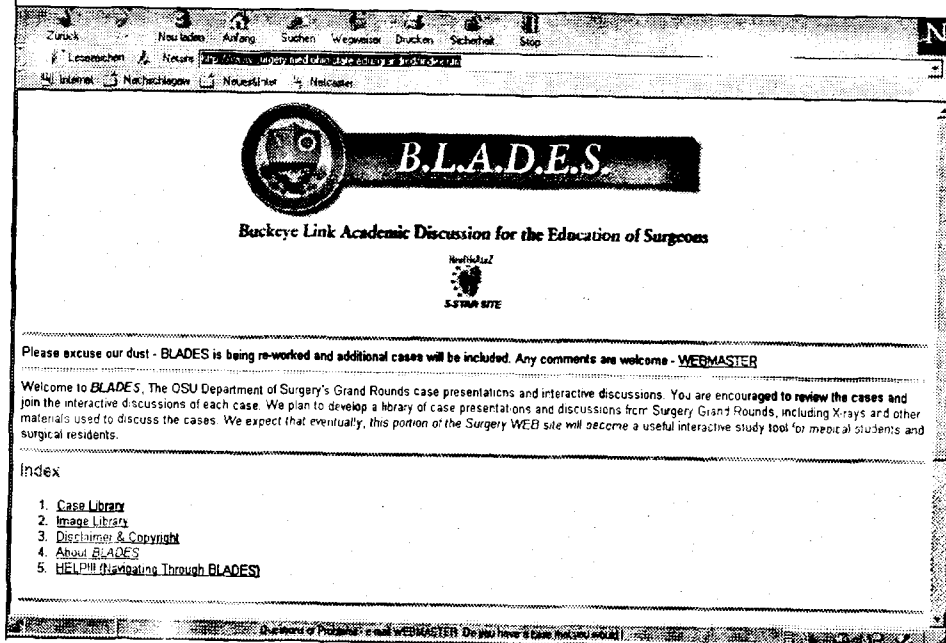 Zurück Neu laden Anfang Suchen Wegweiser Drucken Sicherheit Stop
N
Lesezeichen
Internet Neues&Inter Netcaster
B.L.A.D.E.S.
Buckeye Link Academic Discussion for the Education of Surgeons
5-STAR SITE
Please excuse our dust - BLADES is being re-worked and additional cases will be included. Any comments are welcome - WEBMASTER
Welcome to BLADES, The OSU Department of Surgery's Grand Rounds case presentations and interactive discussions. You are encouraged to review the cases and
join the interactive discussions of each case. We plan to develop a library of case presentations and discussions from Surgery Grand Rounds, including X-rays and other
materials used to discuss the cases. We expect that eventually, this portion of the Surgery WEB site will become a useful interactive study tool for medical students and
surgical residents.
Index
1. Case Library
2. Image Library
3. Disclaimer & Copyright
4. About BLADES
5. HELP!!! (Navigating Through BLADES)
Questions or Problems - e-mail WEBMASTER. Do you have a case that you would